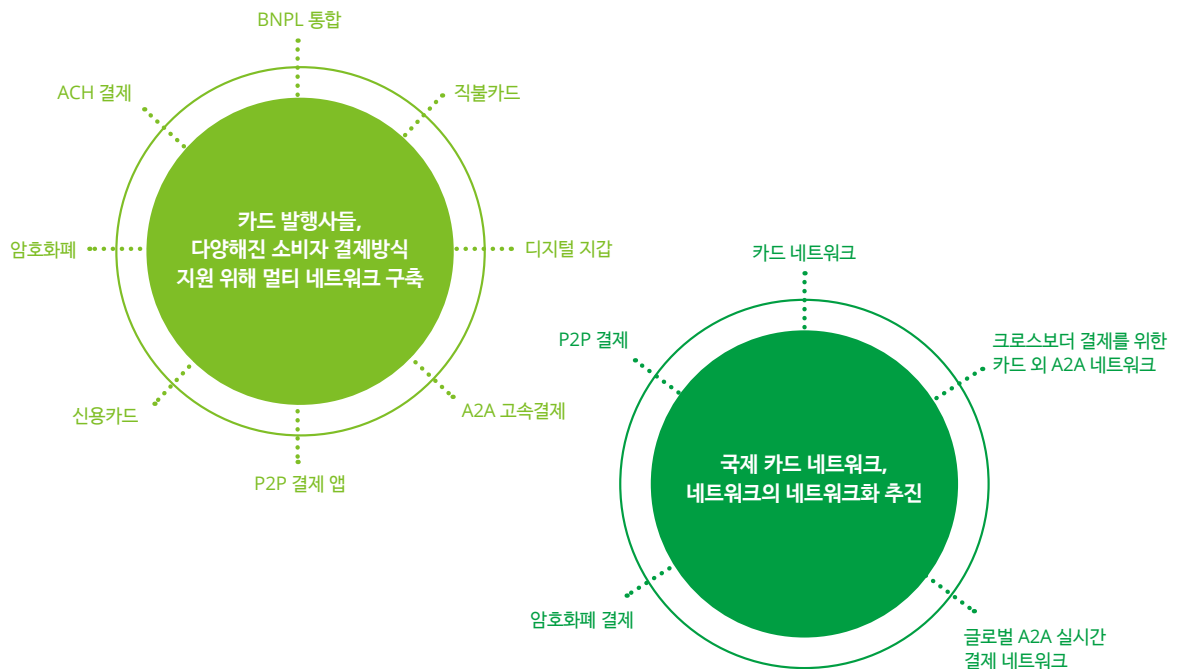 BNPL 통합
ACH 결제
직불카드
카드 발행사들,
다양해진 소비자 결제방식
지원 위해 멀티 네트워크 구축
암호화폐
디지털 지갑
신용카드
A2A 고속결제
P2P 결제 앱
카드 네트워크
P2P 결제
크로스보더 결제를 위한
카드 외 A2A 네트워크
국제 카드 네트워크,
네트워크의 네트워크화 추진
암호화폐 결제
글로벌 A2A 실시간
결제 네트워크